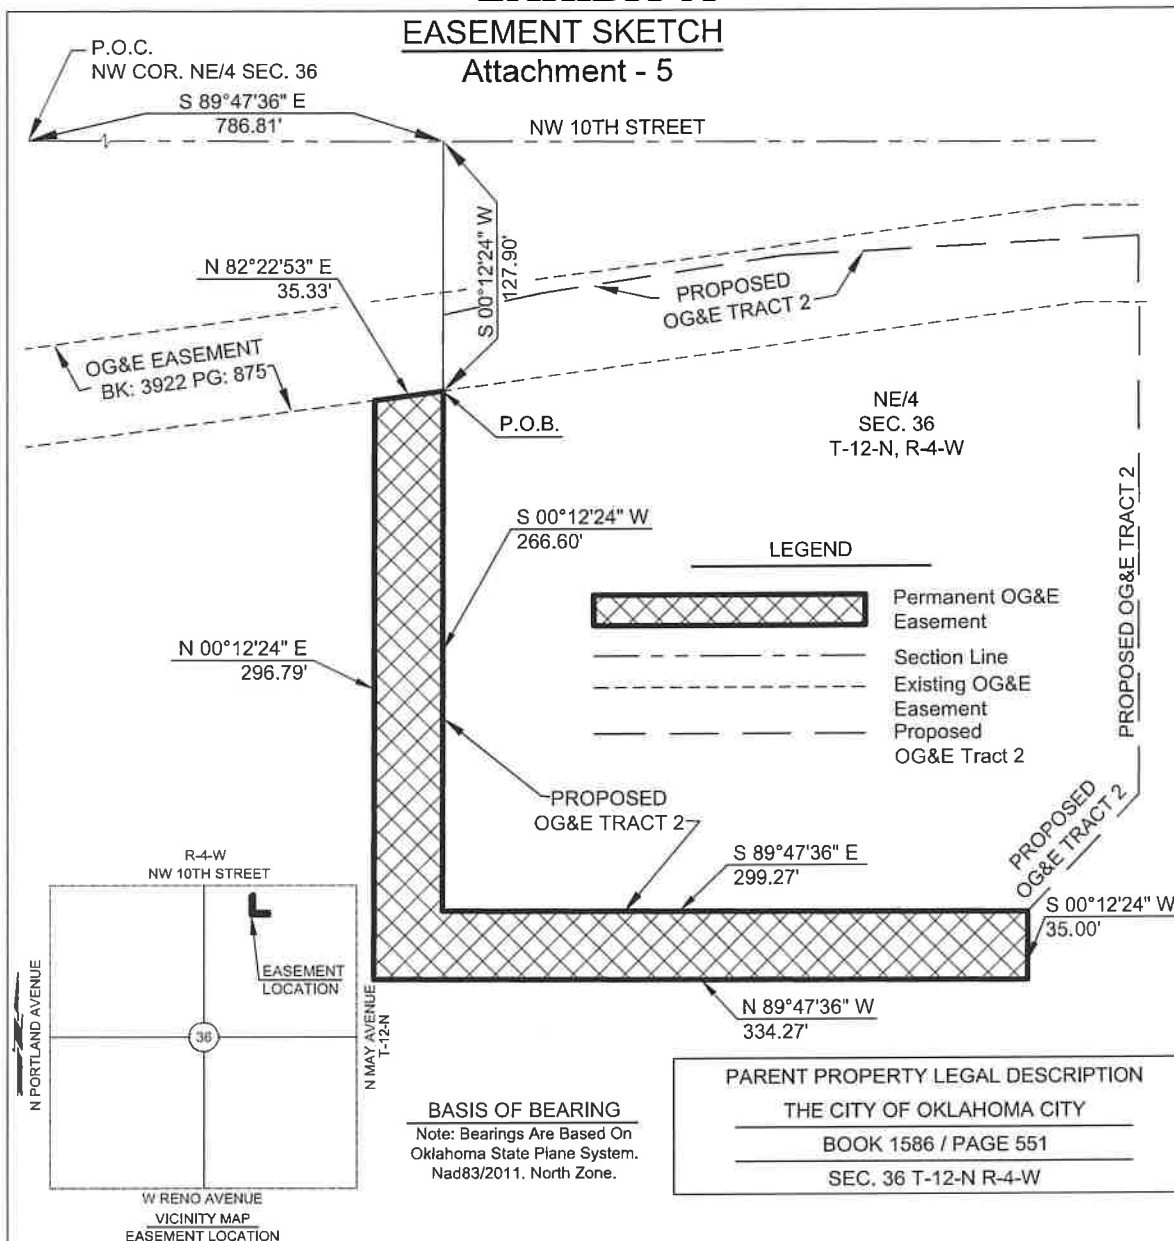 EASEMENT SKETCH
Attachment - 5
P.O.C.
NW COR. NE/4 SEC. 36
S 89°47'36" E
786.81'
NW 10TH STREET
S 00°12'24" W
127.90'
N 82°22'53" E
35.33'
PROPOSED
OG&E TRACT 2
OG&E EASEMENT
BK: 3922 PG: 875
P.O.B.
NE/4
SEC. 36
T-12-N, R-4-W
PROPOSED OG&E TRACT 2
S 00°12'24" W
266.60'
LEGEND
Permanent OG&E
Easement
Section Line
Existing OG&E
Easement
Proposed
OG&E Tract 2
N 00°12'24" E
296.79'
PROPOSED
OG&E TRACT 2
PROPOSED
OG&E TRACT 2
S 89°47'36" E
299.27'
S 00°12'24" W
35.00'
N 89°47'36" W
334.27'
R-4-W
NW 10TH STREET
EASEMENT
LOCATION
36
N PORTLAND AVENUE
N MAY AVENUE
T-12-N
W RENO AVENUE
VICINITY MAP
EASEMENT LOCATION
BASIS OF BEARING
Note: Bearings Are Based On
Oklahoma State Plane System.
Nad83/2011. North Zone.
PARENT PROPERTY LEGAL DESCRIPTION
THE CITY OF OKLAHOMA CITY
BOOK 1586 / PAGE 551
SEC. 36 T-12-N R-4-W